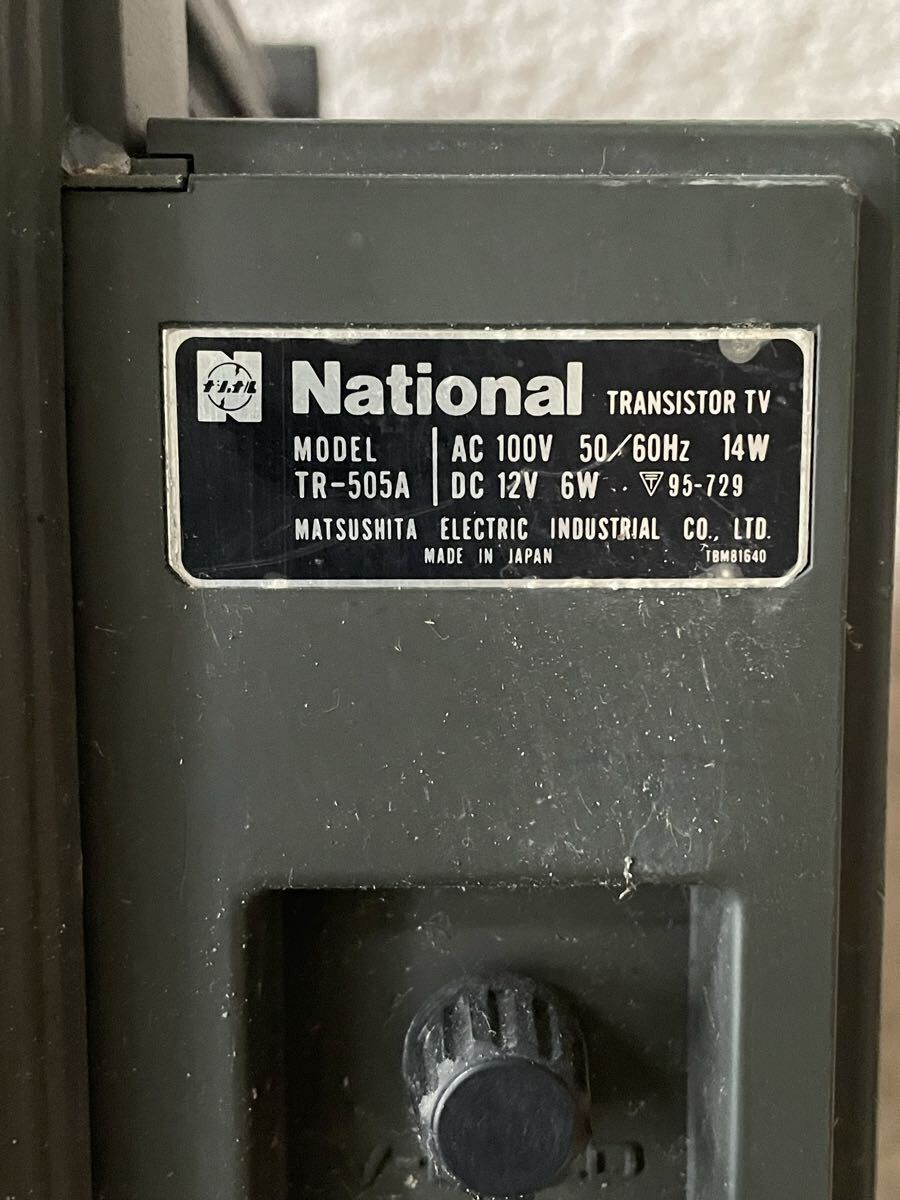 ナショナル
National TRANSISTOR TV
MODEL AC 100V 50/60Hz 14W
TR-505A DC 12V 6W 〒 95-729
MATSUSHITA ELECTRIC INDUSTRIAL CO., LTD.
MADE IN JAPAN TBM81640